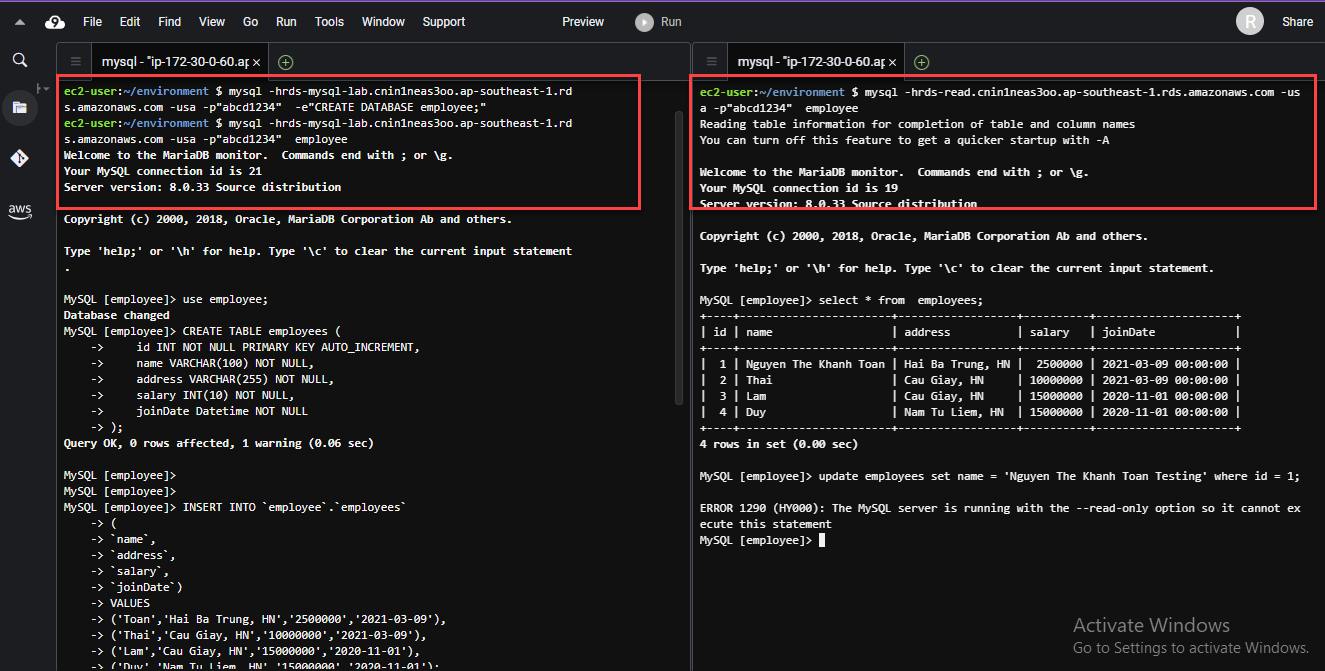 File Edit Find View Go Run Tools Window Support Preview Run R Share
9
mysql - "ip-172-30-0-60.ap ×
ec2-user:~/environment $ mysql -hrds-mysql-lab.cnin1neas3oo.ap-southeast-1.rd
s.amazonaws.com -usa -p"abcd1234"  -e"CREATE DATABASE employee;"
ec2-user:~/environment $ mysql -hrds-mysql-lab.cnin1neas3oo.ap-southeast-1.rd
s.amazonaws.com -usa -p"abcd1234"  employee
Welcome to the MariaDB monitor.  Commands end with ; or \g.
Your MySQL connection id is 21
Server version: 8.0.33 Source distribution
Copyright (c) 2000, 2018, Oracle, MariaDB Corporation Ab and others.
Type 'help;' or '\h' for help. Type '\c' to clear the current input statement
.
MySQL [employee]> use employee;
Database changed
MySQL [employee]> CREATE TABLE employees (
    ->     id INT NOT NULL PRIMARY KEY AUTO_INCREMENT,
    ->     name VARCHAR(100) NOT NULL,
    ->     address VARCHAR(255) NOT NULL,
    ->     salary INT(10) NOT NULL,
    ->     joinDate Datetime NOT NULL
    -> );
Query OK, 0 rows affected, 1 warning (0.06 sec)
MySQL [employee]>
MySQL [employee]>
MySQL [employee]> INSERT INTO `employee`.`employees`
    -> (
    -> `name`,
    -> `address`,
    -> `salary`,
    -> `joinDate`)
    -> VALUES
    -> ('Toan','Hai Ba Trung, HN','2500000','2021-03-09'),
    -> ('Thai','Cau Giay, HN','10000000','2021-03-09'),
    -> ('Lam','Cau Giay, HN','15000000','2020-11-01'),
    -> ('Duy','Nam Tu Liem, HN','15000000','2020-11-01');
aws
mysql - "ip-172-30-0-60.ap ×
ec2-user:~/environment $ mysql -hrds-read.cnin1neas3oo.ap-southeast-1.rds.amazonaws.com -us
a -p"abcd1234"  employee
Reading table information for completion of table and column names
You can turn off this feature to get a quicker startup with -A
Welcome to the MariaDB monitor.  Commands end with ; or \g.
Your MySQL connection id is 19
Server version: 8.0.33 Source distribution
Copyright (c) 2000, 2018, Oracle, MariaDB Corporation Ab and others.
Type 'help;' or '\h' for help. Type '\c' to clear the current input statement.
MySQL [employee]> select * from  employees;
+----+-----------------------+-----------------+----------+---------------------+
| id | name                  | address         | salary   | joinDate            |
+----+-----------------------+-----------------+----------+---------------------+
|  1 | Nguyen The Khanh Toan | Hai Ba Trung, HN |  2500000 | 2021-03-09 00:00:00 |
|  2 | Thai                  | Cau Giay, HN     | 10000000 | 2021-03-09 00:00:00 |
|  3 | Lam                   | Cau Giay, HN     | 15000000 | 2020-11-01 00:00:00 |
|  4 | Duy                   | Nam Tu Liem, HN  | 15000000 | 2020-11-01 00:00:00 |
+----+-----------------------+-----------------+----------+---------------------+
4 rows in set (0.00 sec)
MySQL [employee]> update employees set name = 'Nguyen The Khanh Toan Testing' where id = 1;
ERROR 1290 (HY000): The MySQL server is running with the --read-only option so it cannot ex
ecute this statement
MySQL [employee]>
Activate Windows
Go to Settings to activate Windows.